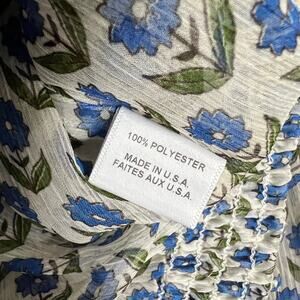 100% POLYESTER
MADE IN U.S.A.
FAITES AUX U.S.A.